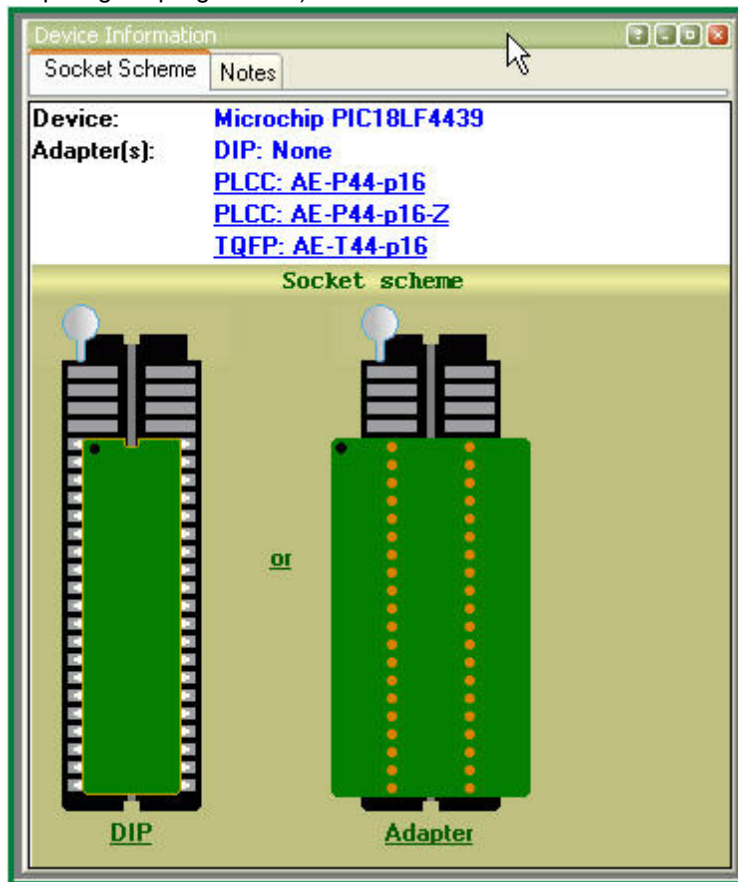 Device Information
Socket Scheme Notes
Device: Microchip PIC18LF4439
Adapter(s): DIP: None
PLCC: AE-P44-p16
PLCC: AE-P44-p16-Z
TQFP: AE-T44-p16
Socket scheme
or
DIP Adapter